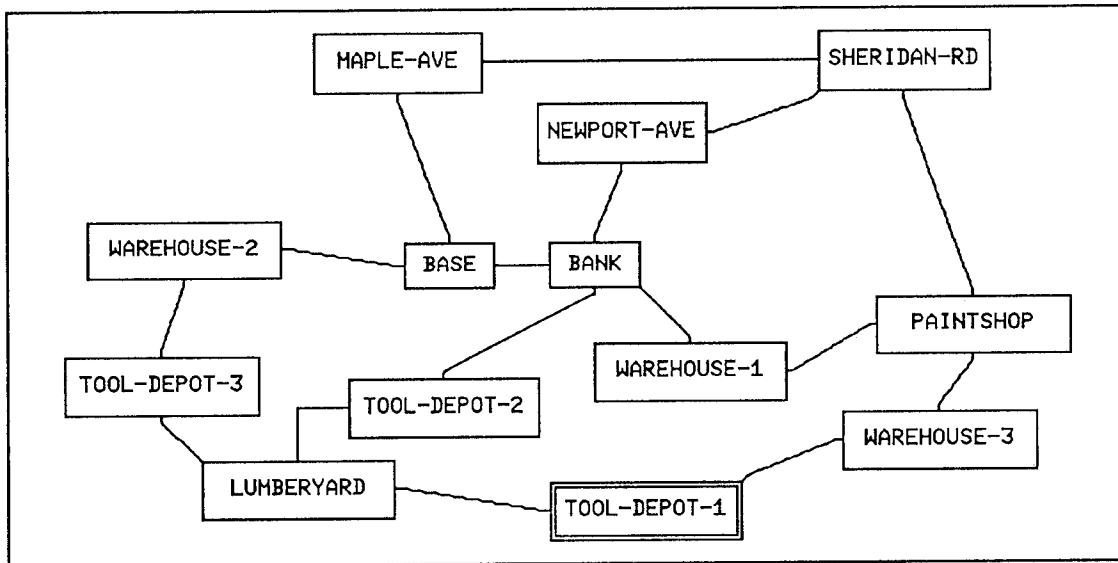 MAPLE-AVE
SHERIDAN-RD
NEWPORT-AVE
WAREHOUSE-2
BASE
BANK
PAINTSHOP
WAREHOUSE-1
TOOL-DEPOT-3
TOOL-DEPOT-2
WAREHOUSE-3
LUMBERYARD
TOOL-DEPOT-1